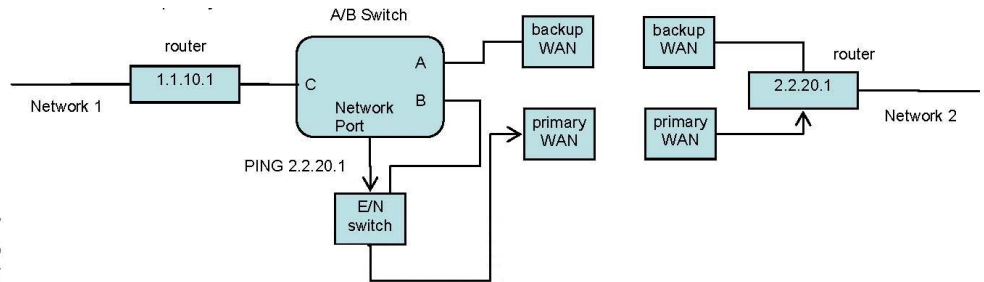 A/B Switch
router
1.1.10.1
Network 1
C
A
B
Network
Port
PING 2.2.20.1
E/N
switch
backup
WAN
primary
WAN
backup
WAN
primary
WAN
router
2.2.20.1
Network 2